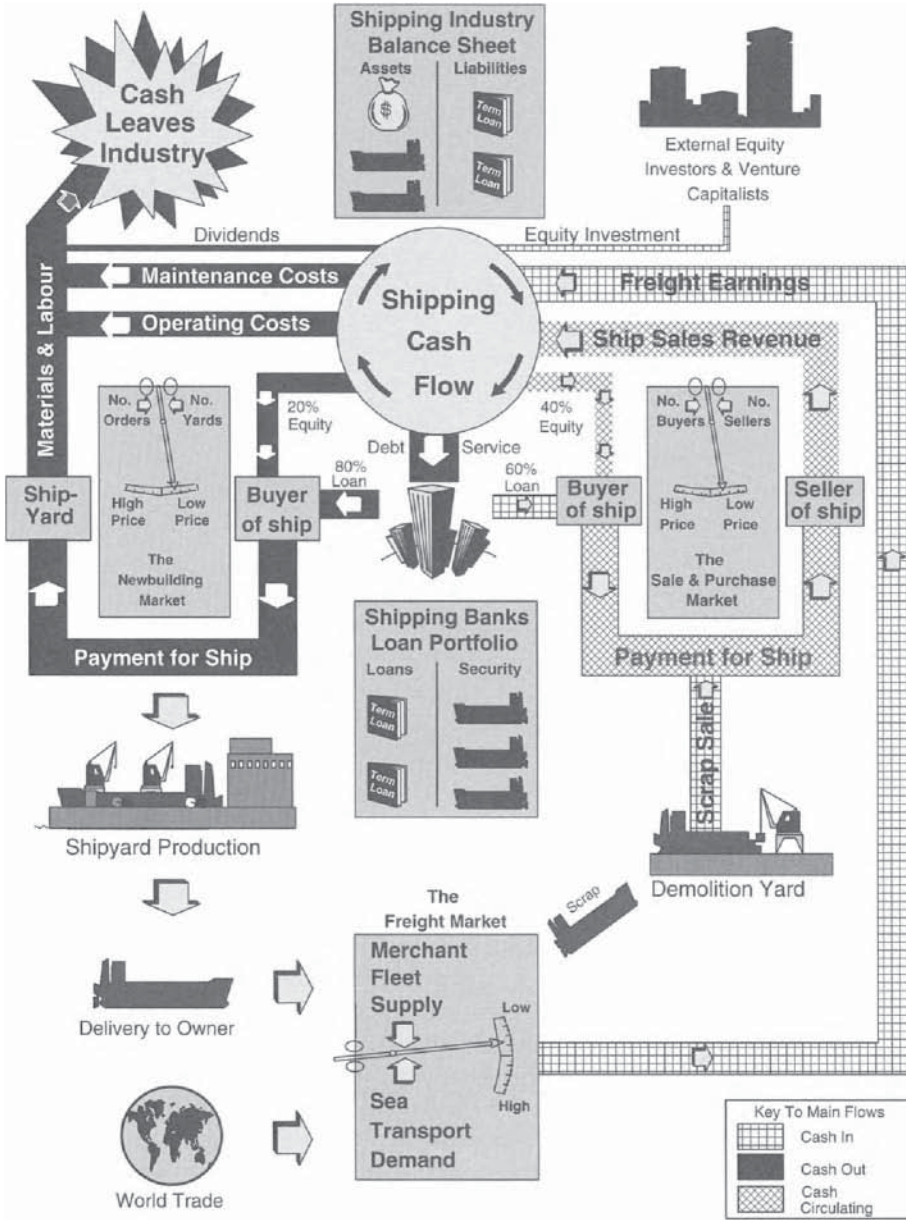 Shipping Industry
Balance Sheet
Assets
Liabilities
$
Term
Loan
Term
Loan
Cash
Leaves
Industry
External Equity
Investors & Venture
Capitalists
Dividends
Equity Investment
Maintenance Costs
Freight Earnings
Operating Costs
Ship Sales Revenue
Shipping
Cash
Flow
Materials & Labour
No.
Orders
No.
Yards
High
Price
Low
Price
The
Newbuilding
Market
20%
Equity
80%
Loan
Debt
Service
40%
Equity
60%
Loan
No.
Buyers
No.
Sellers
High
Price
Low
Price
The
Sale & Purchase
Market
Ship-
Yard
Buyer
of ship
Buyer
of ship
Seller
of ship
Payment for Ship
Payment for Ship
Shipping Banks
Loan Portfolio
Loans
Security
Term
Loan
Term
Loan
Scrap Sale
Shipyard Production
Demolition Yard
Scrap
The
Freight Market
Merchant
Fleet
Supply
Low
High
Sea
Transport
Demand
Delivery to Owner
World Trade
Key To Main Flows
Cash In
Cash Out
Cash
Circulating